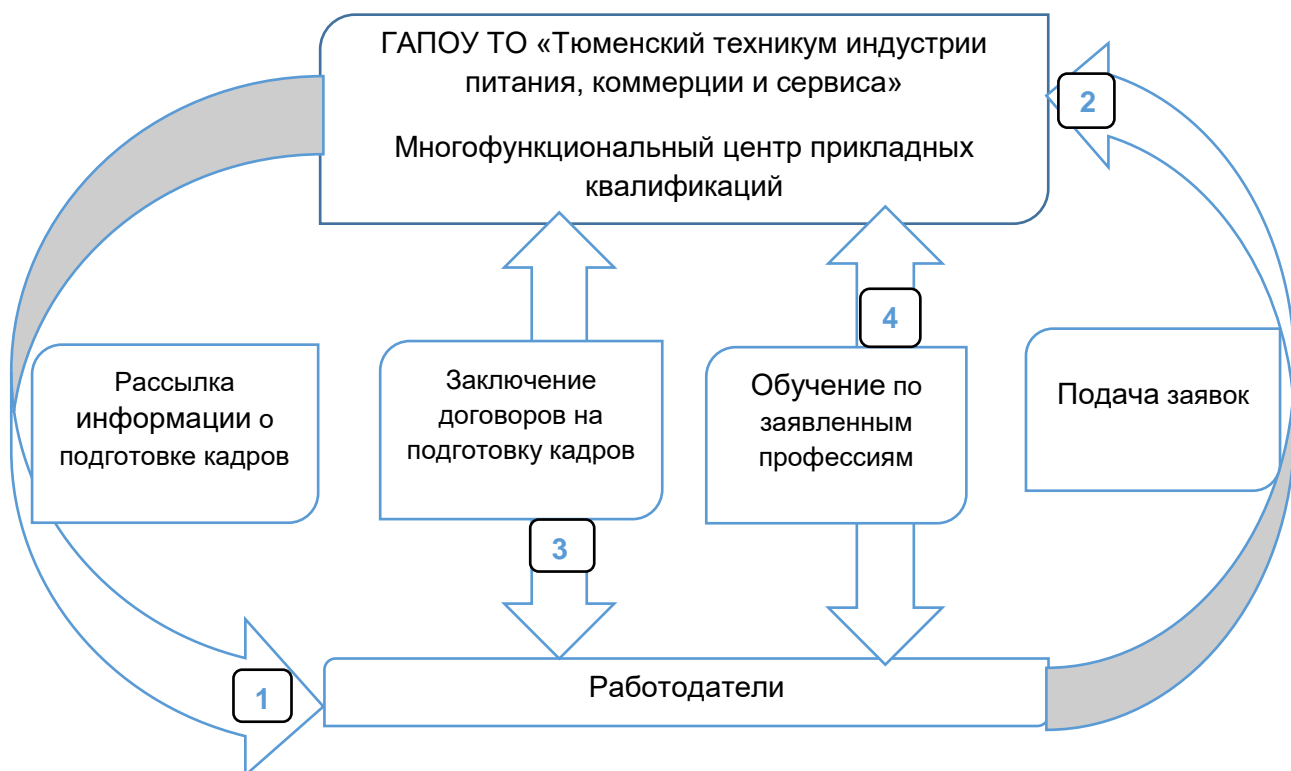 ГАПОУ ТО «Тюменский техникум индустрии
питания, коммерции и сервиса»
Многофункциональный центр прикладных
квалификаций
2
4
Рассылка
информации о
подготовке кадров
Заключение
договоров на
подготовку кадров
Обучение по
заявленным
профессиям
Подача заявок
3
1
Работодатели